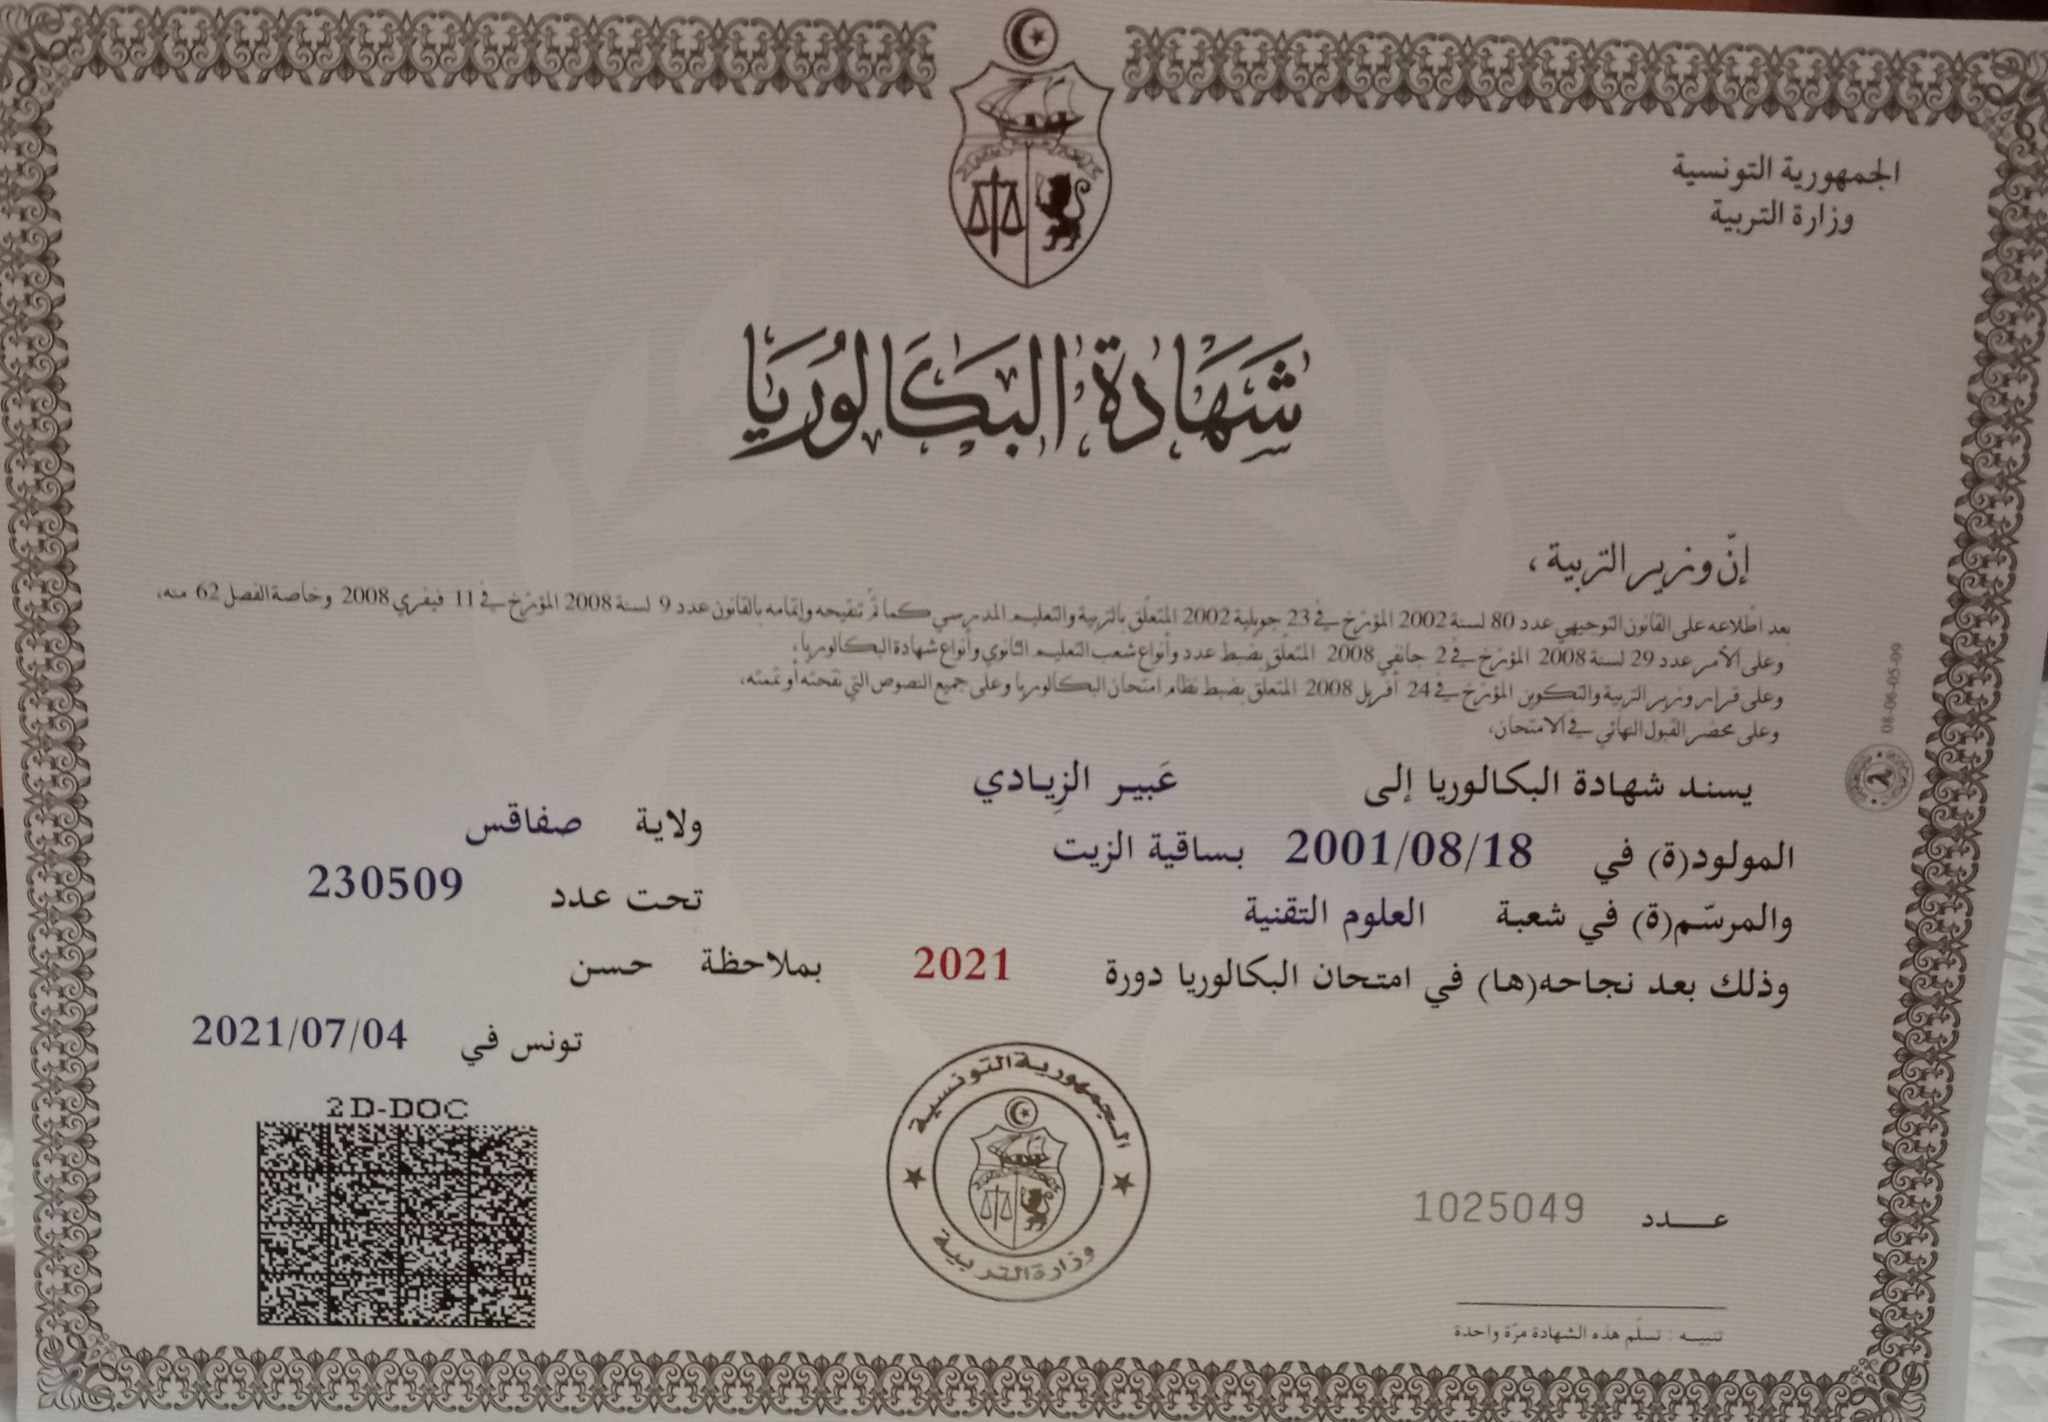 الجمهورية التونسية
وزارة التربية
شَهَادَة البَكَالُورِيَا
إنّ وزير التربية،
بعد اطّلاعه على القانون التوجيهي عدد 80 لسنة 2002 المؤرّخ في 23 جويلية 2002 المتعلّق بالتربية والتعليم المدرسي كما تمّ تنقيحه وإتمامه بالقانون عدد 9 لسنة 2008 المؤرّخ في 11 فيفري 2008 وخاصة الفصل 62 منه،
وعلى الأمر عدد 29 لسنة 2008 المؤرّخ في 2 جانفي 2008 المتعلّق بضبط عدد وأنواع شعب التعليم الثانوي وأنواع شهادة البكالوريا،
وعلى قرار وزير التربية والتكوين المؤرّخ في 24 أفريل 2008 المتعلّق بضبط نظام امتحان البكالوريا وعلى جميع النصوص التي نقحته أو تممته،
وعلى محضر القبول النهائي في الامتحان،
08-06-05-09
يسند شهادة البكالوريا إلى عَبير الزِيادي
المولود(ة) في 2001/08/18 بساقية الزيت ولاية صفاقس
والمرسّم(ة) في شعبة العلوم التقنية تحت عدد 230509
وذلك بعد نجاحه(ها) في امتحان البكالوريا دورة 2021 بملاحظة حسن
تونس في 2021/07/04
2D-DOC
الجمهورية التونسية
وزارة التربية
عدد 1025049
تنبيه : تسلّم هذه الشهادة مرّة واحدة